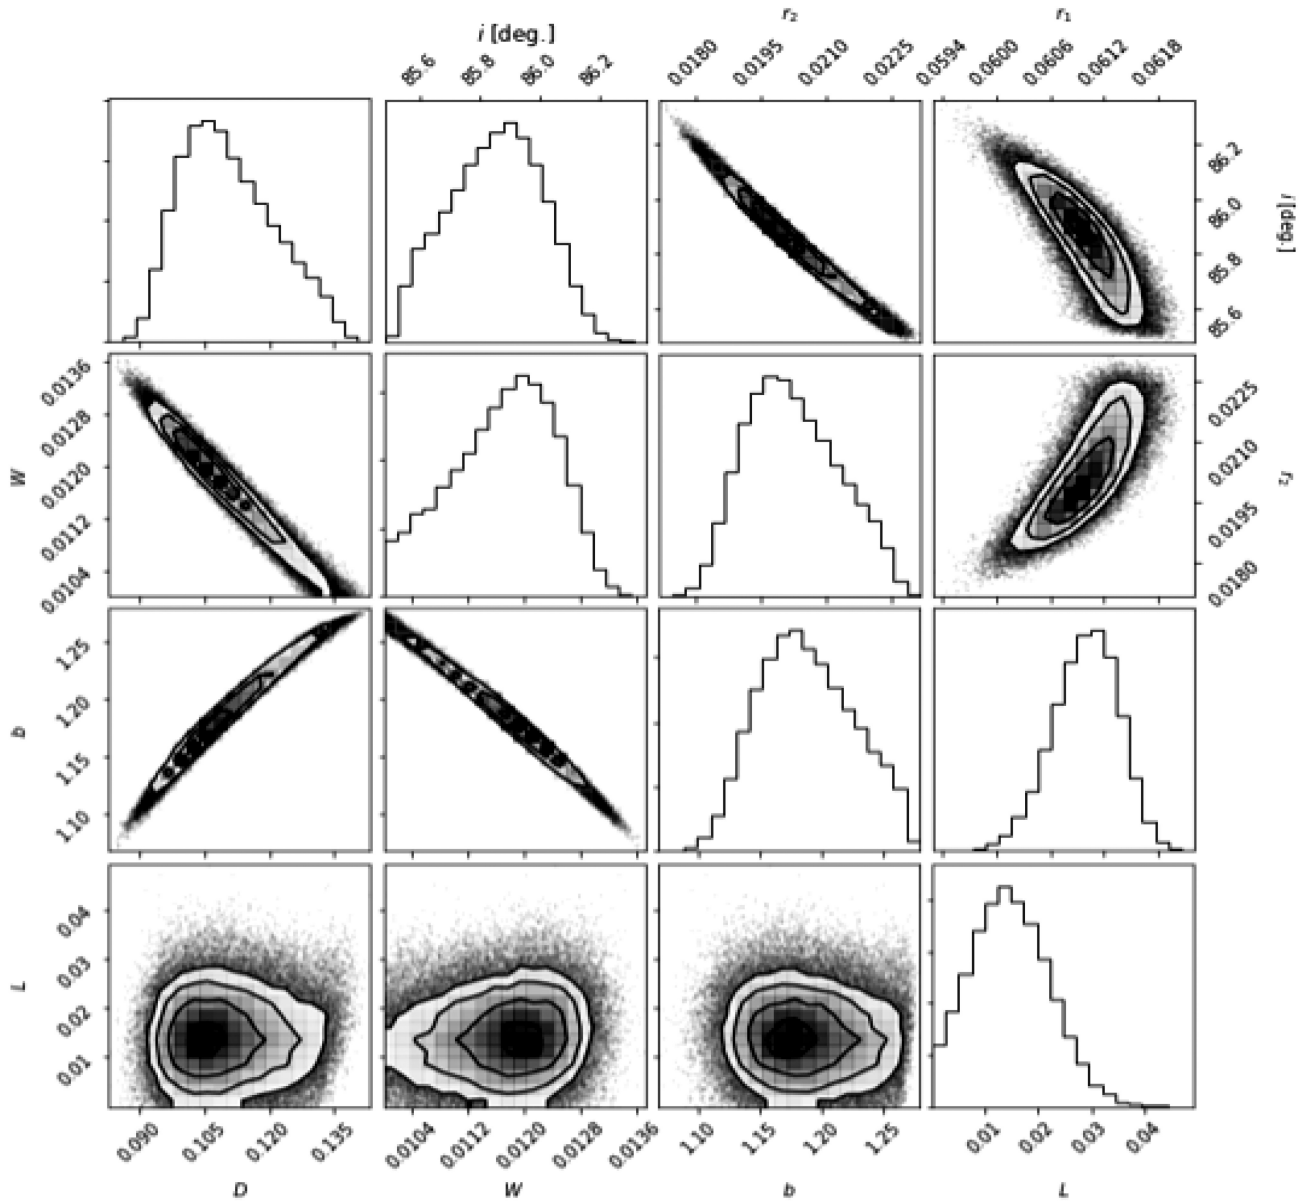 i [deg.]
r₂
r₁
85.6 85.8 86.0 86.2
0.0180 0.0195 0.0210 0.0225
0.0594 0.0600 0.0606 0.0612 0.0618
86.2
86.0
85.8
85.6
i [deg.]
W
0.0136
0.0128
0.0120
0.0112
0.0104
0.0225
0.0210
0.0195
0.0180
r₂
b
1.25
1.20
1.15
1.10
L
0.04
0.03
0.02
0.01
0.090 0.105 0.120 0.135
0.0104 0.0112 0.0120 0.0128 0.0136
1.10 1.15 1.20 1.25
0.01 0.02 0.03 0.04
D
W
b
L